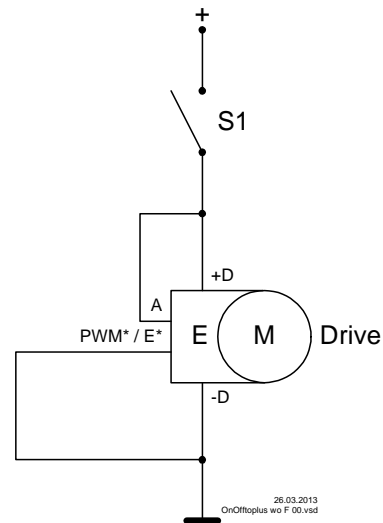 +
S1
+D
A
PWM* / E*
E
M
Drive
-D
26.03.2013
OnOfftoplus wo F 00.vsd